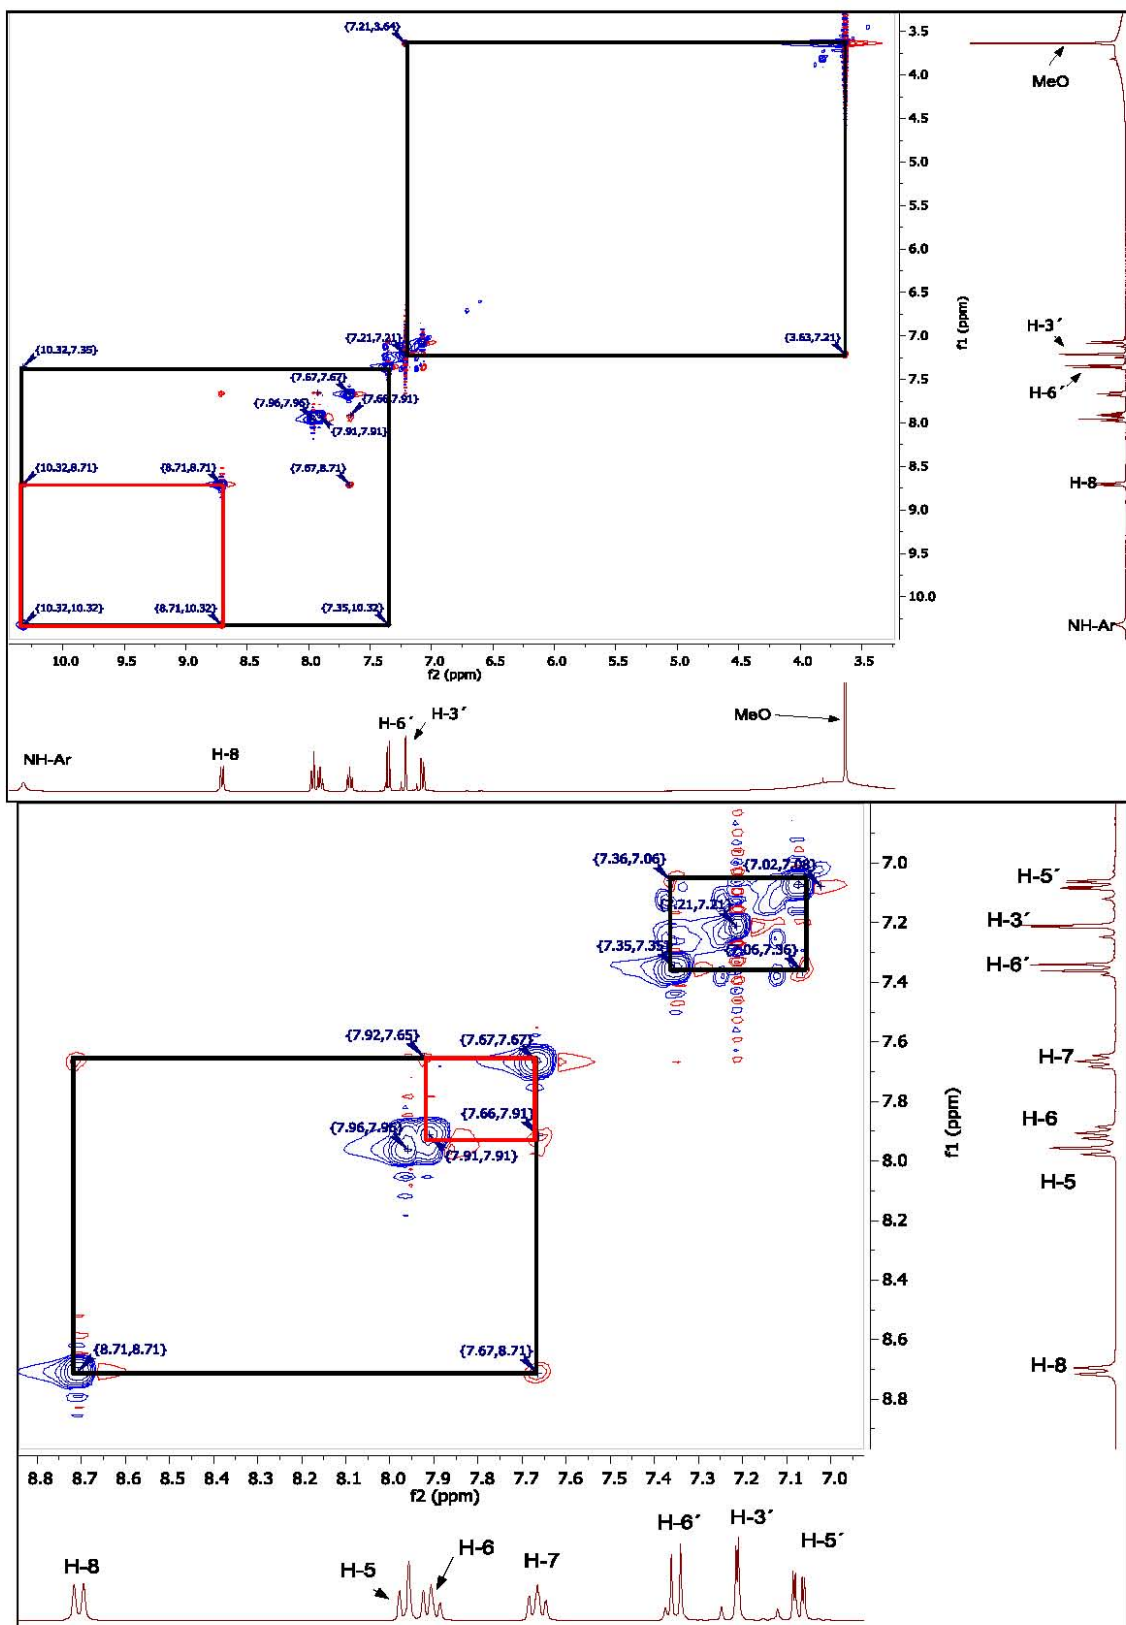 {7.21,3.64}
3.5
MeO
4.0
4.5
5.0
5.5
6.0
6.5
f1 (ppm)
H-3´
7.0
{10.32,7.35}
{7.21,7.21}
{3.63,7.21}
7.5
{7.67,7.67}
H-6´
{7.96,7.96}
{7.66,7.91}
8.0
{7.91,7.91}
8.5
{10.32,8.71}
{8.71,8.71}
{7.67,8.71}
H-8
9.0
9.5
10.0
{10.32,10.32}
{8.71,10.32}
{7.35,10.32}
NH-Ar
10.0 9.5 9.0 8.5 8.0 7.5 7.0 6.5 6.0 5.5 5.0 4.5 4.0 3.5
f2 (ppm)
NH-Ar
H-8
H-6´
H-3´
MeO
{7.36,7.06}
{7.02,7.08}
7.0
H-5´
.21,7.21}
7.2
H-3´
{7.35,7.35}
{7.06,7.36}
H-6´
7.4
{7.92,7.65}
{7.67,7.67}
7.6
H-7
7.8
{7.96,7.96}
{7.66,7.91}
H-6
{7.91,7.91}
8.0
f1 (ppm)
H-5
8.2
8.4
8.6
{8.71,8.71}
{7.67,8.71}
H-8
8.8
8.8 8.7 8.6 8.5 8.4 8.3 8.2 8.1 8.0 7.9 7.8 7.7 7.6 7.5 7.4 7.3 7.2 7.1 7.0
f2 (ppm)
H-8
H-5
H-6
H-7
H-6´
H-3´
H-5´